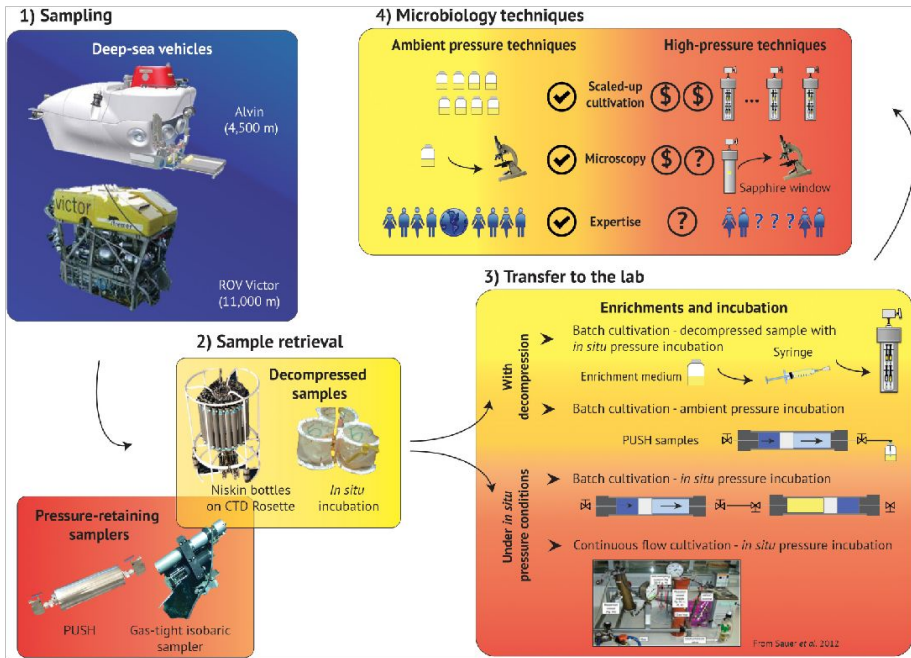 1) Sampling
Deep-sea vehicles
Alvin
(4,500 m)
victor
ROV Victor
(11,000 m)
2) Sample retrieval
Decompressed
samples
Niskin bottles
on CTD Rosette
In situ
incubation
Pressure-retaining
samplers
PUSH
Gas-tight isobaric
sampler
3) Transfer to the lab
Enrichments and incubation
With
decompression
Batch cultivation - decompressed sample with
in situ pressure incubation
Syringe
Enrichment medium
Batch cultivation - ambient pressure incubation
PUSH samples
Under in situ
pressure conditions
Batch cultivation - in situ pressure incubation
Continuous flow cultivation - in situ pressure incubation
From Sauer et al. 2012
4) Microbiology techniques
Ambient pressure techniques
High-pressure techniques
Scaled-up
cultivation
$ $
...
Microscopy
$ ?
Sapphire window
Expertise
?
? ? ?